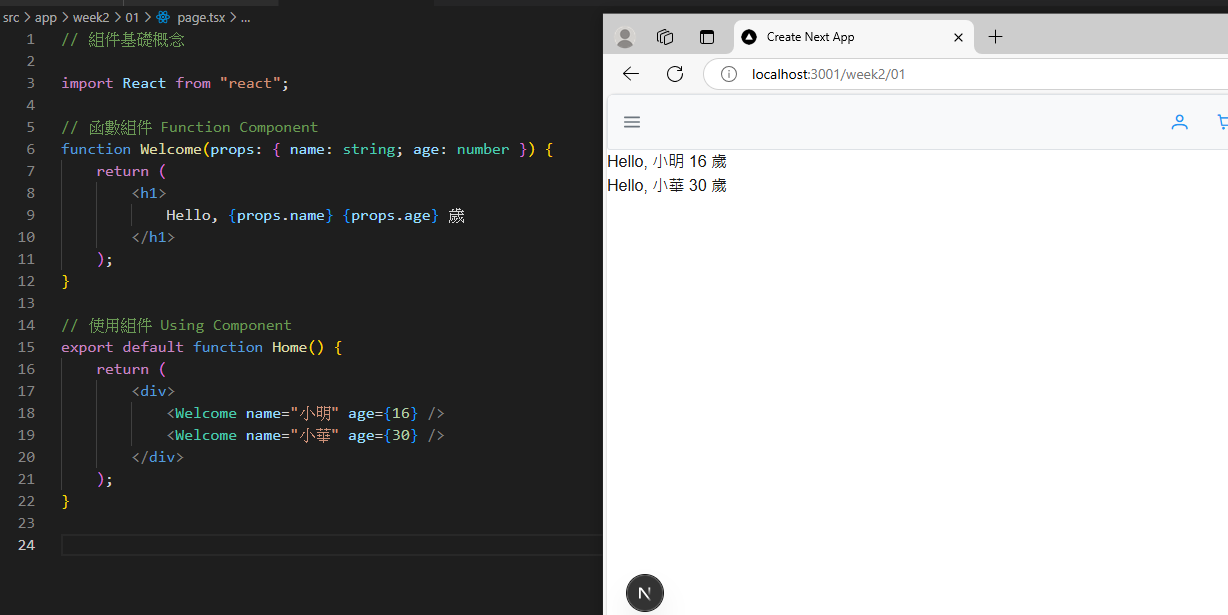 src > app > week2 > 01 > page.tsx > ...
1 // 組件基礎概念
2
3 import React from "react";
4
5 // 函數組件 Function Component
6 function Welcome(props: { name: string; age: number }) {
7 return (
8 <h1>
9 Hello, {props.name} {props.age} 歲
10 </h1>
11 );
12 }
13
14 // 使用組件 Using Component
15 export default function Home() {
16 return (
17 <div>
18 <Welcome name="小明" age={16} />
19 <Welcome name="小華" age={30} />
20 </div>
21 );
22 }
23
24
Create Next App
localhost:3001/week2/01
Hello, 小明 16 歲
Hello, 小華 30 歲
N